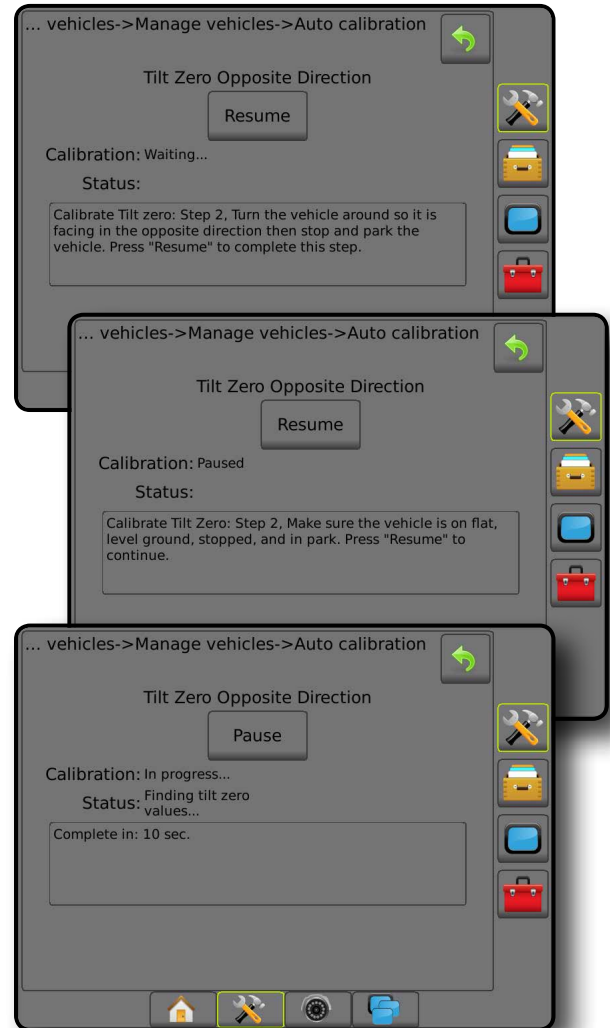 ... vehicles->Manage vehicles->Auto calibration
Tilt Zero Opposite Direction
Resume
Calibration: Waiting...
Status:
Calibrate Tilt zero: Step 2, Turn the vehicle around so it is
facing in the opposite direction then stop and park the
vehicle. Press "Resume" to complete this step.
... vehicles->Manage vehicles->Auto calibration
Tilt Zero Opposite Direction
Resume
Calibration: Paused
Status:
Calibrate Tilt Zero: Step 2, Make sure the vehicle is on flat,
level ground, stopped, and in park. Press "Resume" to
continue.
... vehicles->Manage vehicles->Auto calibration
Tilt Zero Opposite Direction
Pause
Calibration: In progress...
Status: Finding tilt zero
values...
Complete in: 10 sec.